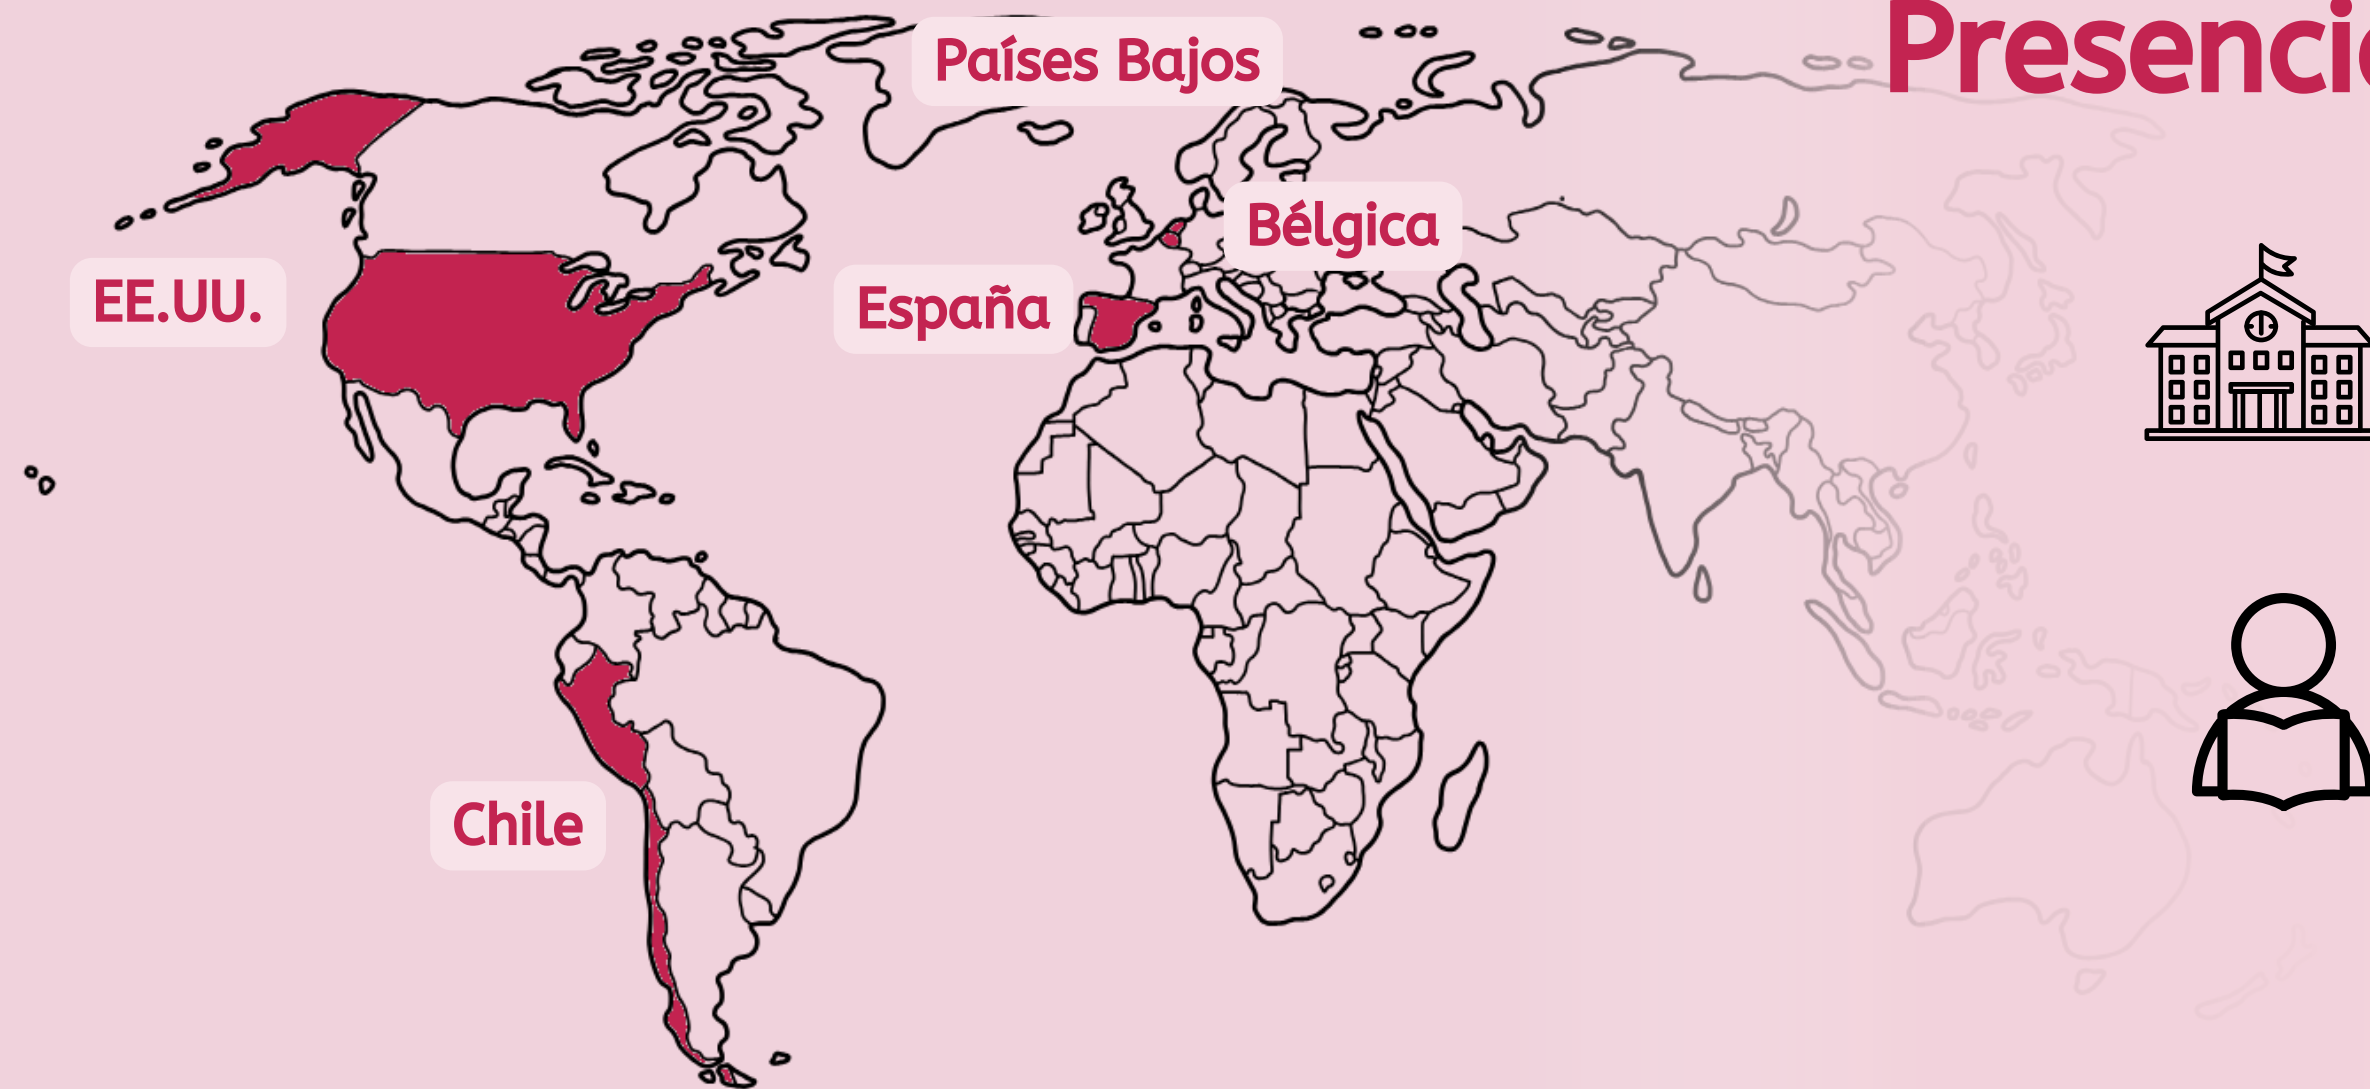 Países Bajos
Presenci
Bélgica
EE.UU.
España
Chile